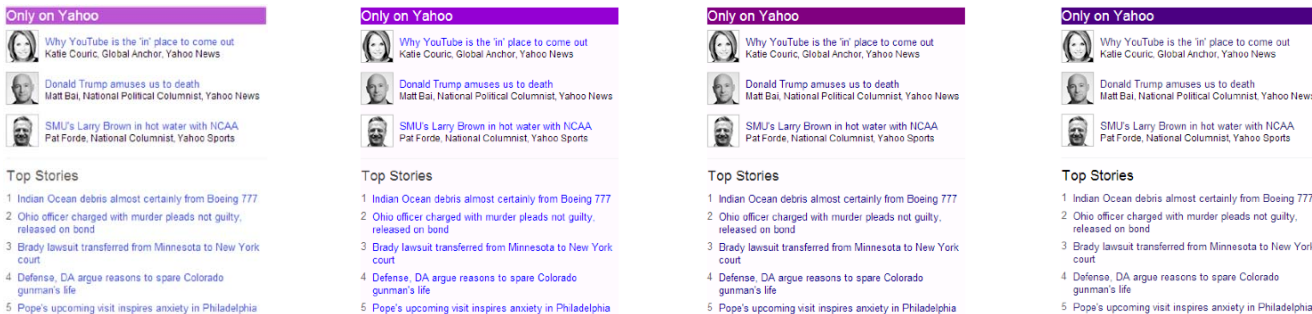 Only on Yahoo
Why YouTube is the 'in' place to come out
Katie Couric, Global Anchor, Yahoo News
Donald Trump amuses us to death
Matt Bai, National Political Columnist, Yahoo News
SMU's Larry Brown in hot water with NCAA
Pat Forde, National Columnist, Yahoo Sports
Top Stories
1 Indian Ocean debris almost certainly from Boeing 777
2 Ohio officer charged with murder pleads not guilty,
released on bond
3 Brady lawsuit transferred from Minnesota to New York
court
4 Defense, DA argue reasons to spare Colorado
gunman's life
5 Pope's upcoming visit inspires anxiety in Philadelphia
Only on Yahoo
Why YouTube is the 'in' place to come out
Katie Couric, Global Anchor, Yahoo News
Donald Trump amuses us to death
Matt Bai, National Political Columnist, Yahoo News
SMU's Larry Brown in hot water with NCAA
Pat Forde, National Columnist, Yahoo Sports
Top Stories
1 Indian Ocean debris almost certainly from Boeing 777
2 Ohio officer charged with murder pleads not guilty,
released on bond
3 Brady lawsuit transferred from Minnesota to New York
court
4 Defense, DA argue reasons to spare Colorado
gunman's life
5 Pope's upcoming visit inspires anxiety in Philadelphia
Only on Yahoo
Why YouTube is the 'in' place to come out
Katie Couric, Global Anchor, Yahoo News
Donald Trump amuses us to death
Matt Bai, National Political Columnist, Yahoo News
SMU's Larry Brown in hot water with NCAA
Pat Forde, National Columnist, Yahoo Sports
Top Stories
1 Indian Ocean debris almost certainly from Boeing 777
2 Ohio officer charged with murder pleads not guilty,
released on bond
3 Brady lawsuit transferred from Minnesota to New York
court
4 Defense, DA argue reasons to spare Colorado
gunman's life
5 Pope's upcoming visit inspires anxiety in Philadelphia
Only on Yahoo
Why YouTube is the 'in' place to come out
Katie Couric, Global Anchor, Yahoo News
Donald Trump amuses us to death
Matt Bai, National Political Columnist, Yahoo News
SMU's Larry Brown in hot water with NCAA
Pat Forde, National Columnist, Yahoo Sports
Top Stories
1 Indian Ocean debris almost certainly from Boeing 777
2 Ohio officer charged with murder pleads not guilty,
released on bond
3 Brady lawsuit transferred from Minnesota to New York
court
4 Defense, DA argue reasons to spare Colorado
gunman's life
5 Pope's upcoming visit inspires anxiety in Philadelphia